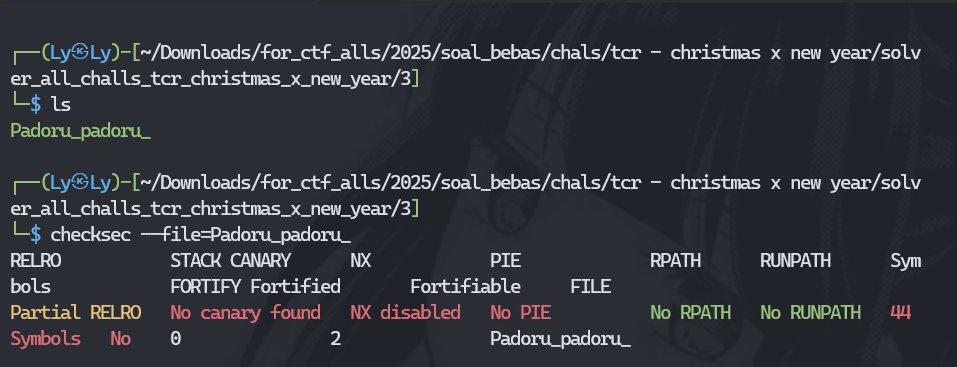 ┌──(Ly㉿Ly)-[~/Downloads/for_ctf_alls/2025/soal_bebas/chals/tcr - christmas x new year/solv
er_all_challs_tcr_christmas_x_new_year/3]
└─$ ls
Padoru_padoru_
┌──(Ly㉿Ly)-[~/Downloads/for_ctf_alls/2025/soal_bebas/chals/tcr - christmas x new year/solv
er_all_challs_tcr_christmas_x_new_year/3]
└─$ checksec --file=Padoru_padoru_
RELRO           STACK CANARY      NX              PIE             RPATH      RUNPATH      Sym
bols            FORTIFY Fortified       Fortifiable     FILE
Partial RELRO   No canary found   NX disabled   No PIE          No RPATH   No RUNPATH   44
Symbols   No    0               2               Padoru_padoru_